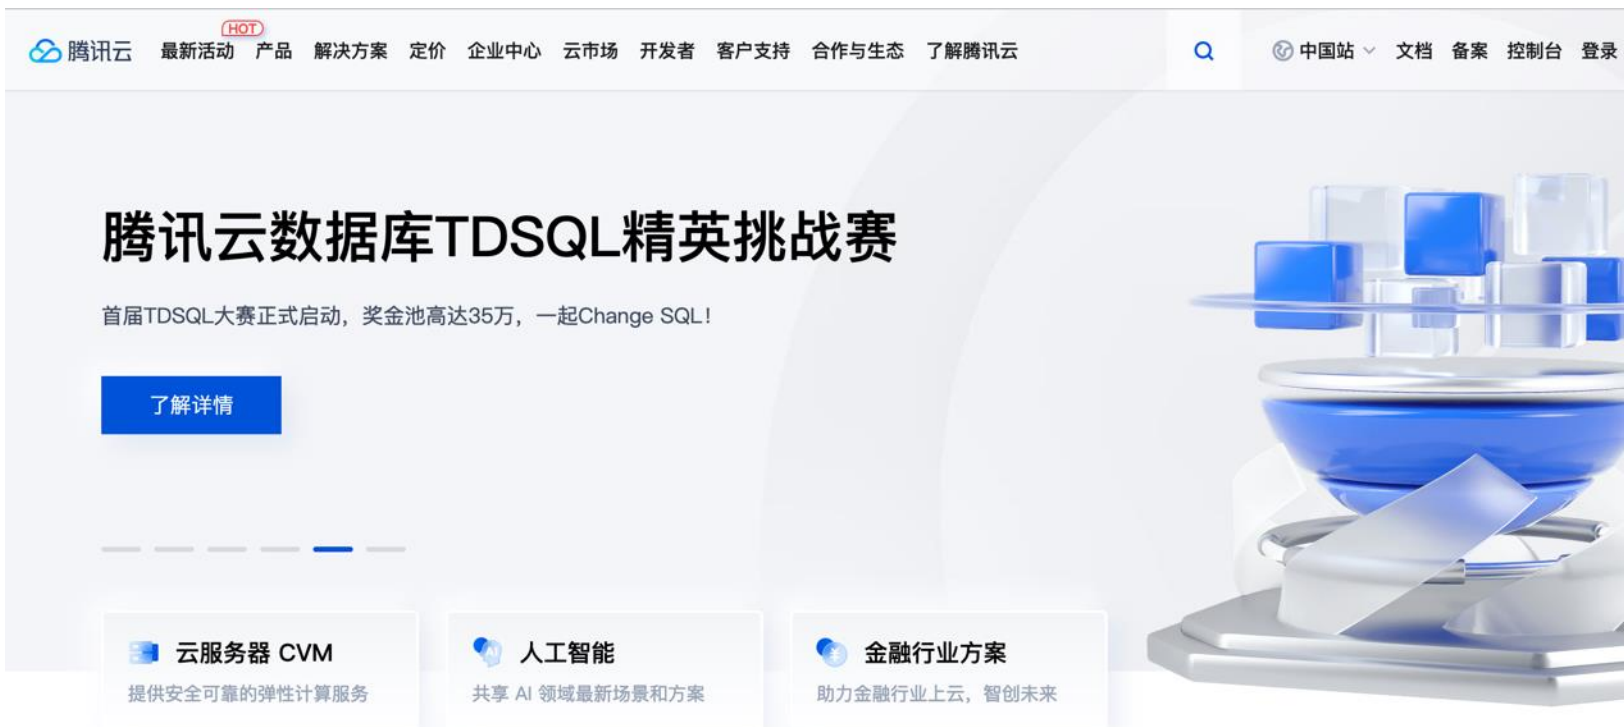 HOT
腾讯云 最新活动 产品 解决方案 定价 企业中心 云市场 开发者 客户支持 合作与生态 了解腾讯云 中国站 文档 备案 控制台 登录
腾讯云数据库TDSQL精英挑战赛
首届TDSQL大赛正式启动，奖金池高达35万，一起Change SQL！
了解详情
云服务器 CVM
提供安全可靠的弹性计算服务
AI 人工智能
共享 AI 领域最新场景和方案
¥ 金融行业方案
助力金融行业上云，智创未来